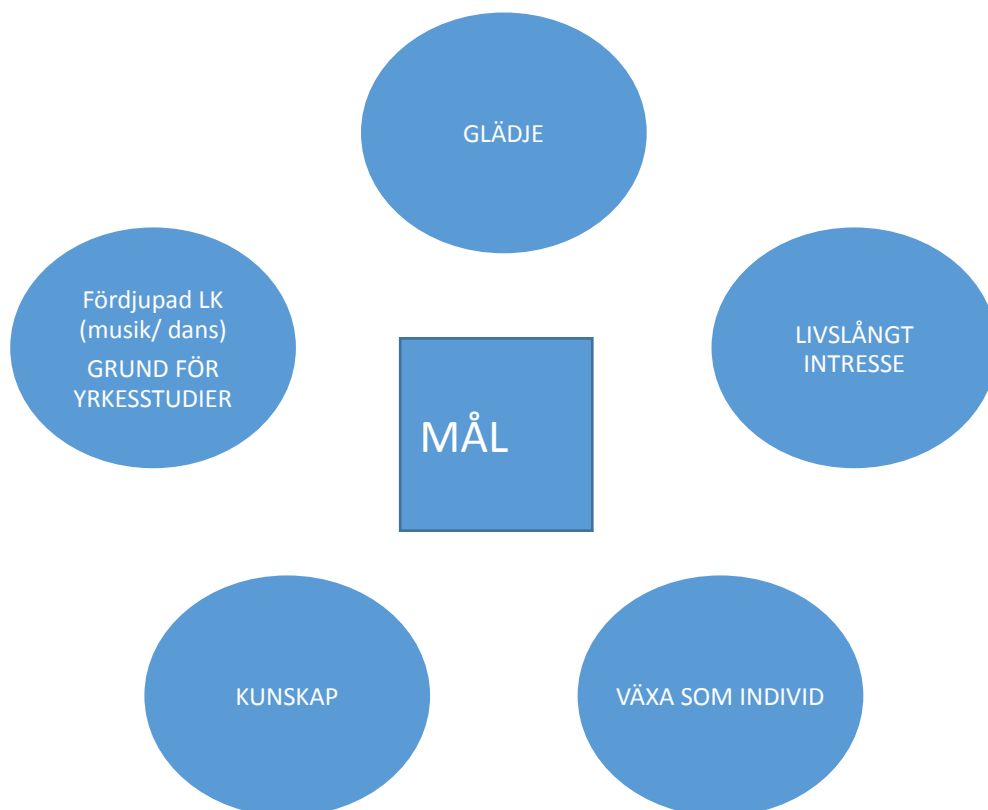 GLÄDJE
Fördjupad LK
(musik/ dans)
GRUND FÖR
YRKESSTUDIER
LIVSLÅNGT
INTRESSE
MÅL
KUNSKAP
VÄXA SOM INDIVID